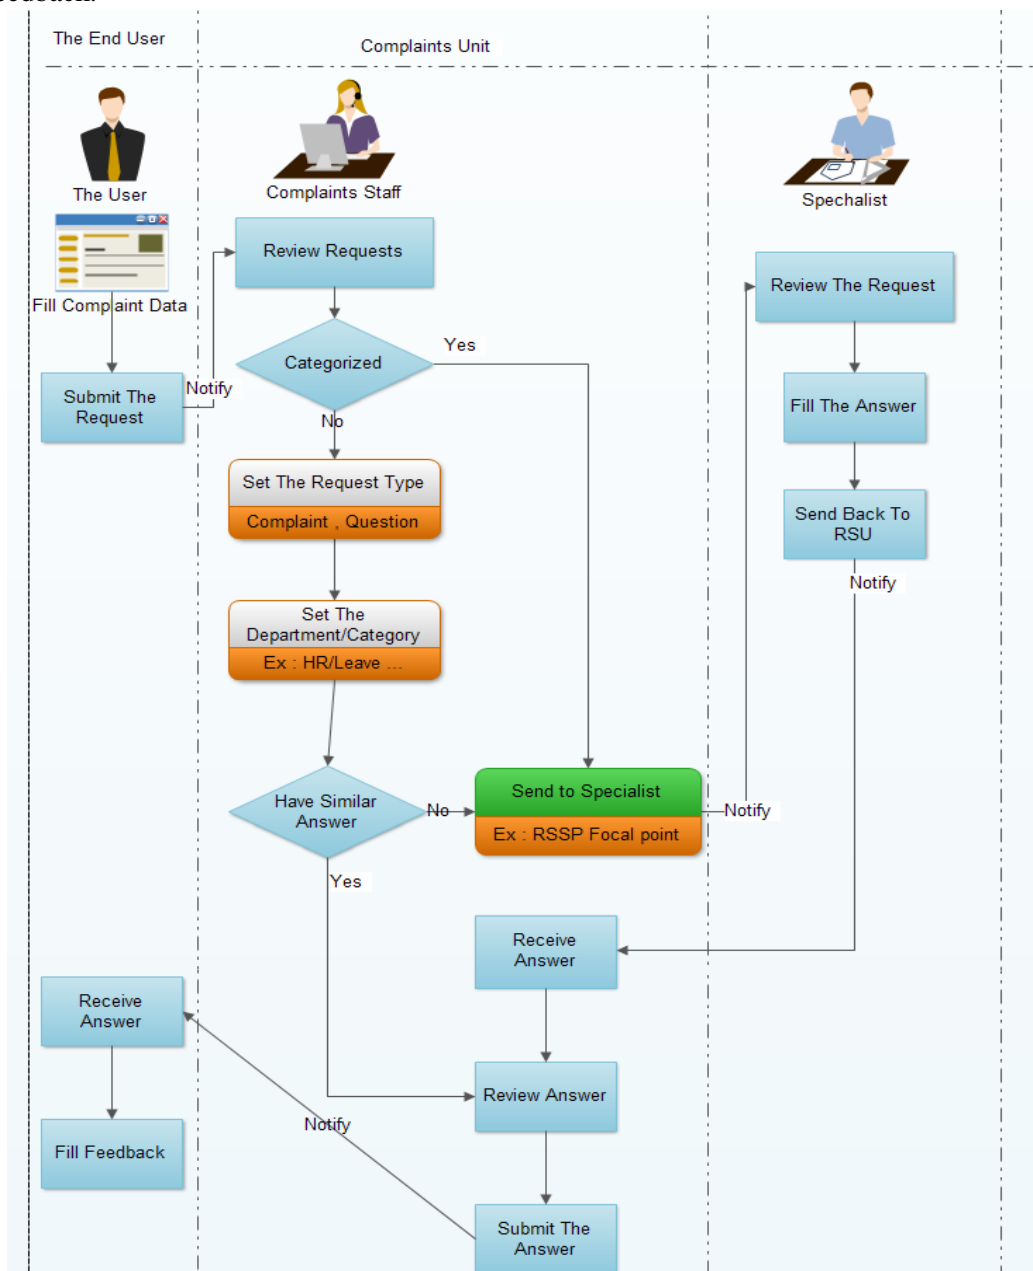 The End User
Complaints Unit
The User
Complaints Staff
Spechalist
Fill Complaint Data
Review Requests
Review The Request
Categorized
Yes
Notify
Submit The
Request
Fill The Answer
No
Set The Request Type
Complaint , Question
Send Back To
RSU
Notify
Set The
Department/Category
Ex : HR/Leave ...
Have Similar
Answer
No
Send to Specialist
Ex : RSSP Focal point
Notify
Yes
Receive
Answer
Receive
Answer
Review Answer
Notify
Fill Feedback
Submit The
Answer